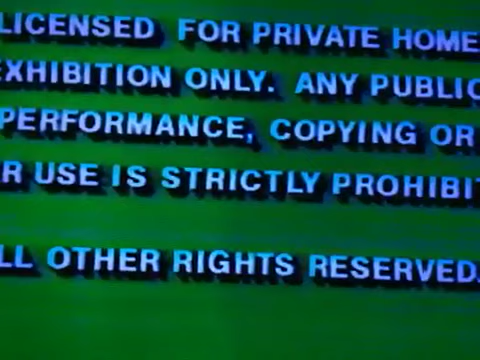 LICENSED FOR PRIVATE HOME
EXHIBITION ONLY. ANY PUBLIC
PERFORMANCE, COPYING OR
R USE IS STRICTLY PROHIBIT
LL OTHER RIGHTS RESERVED.